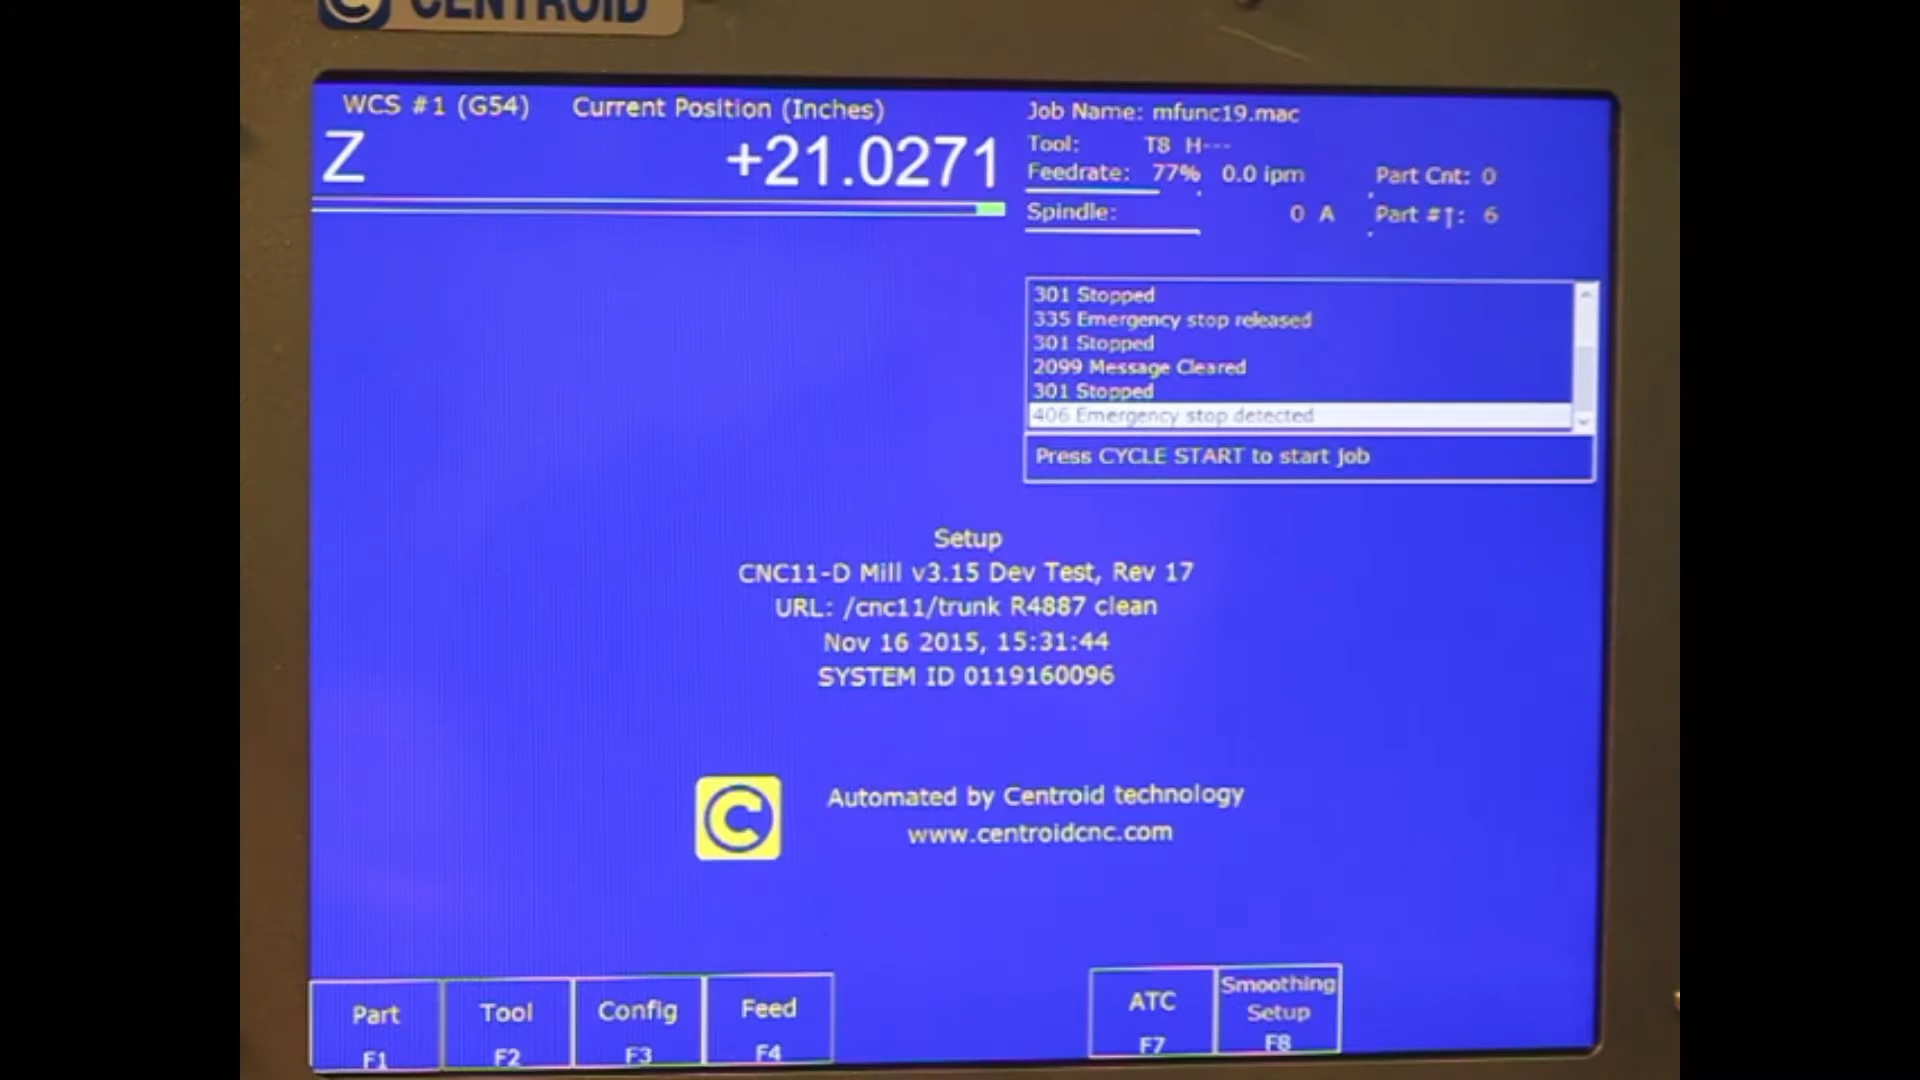 CENTROID
WCS #1 (G54) Current Position (Inches)
Z +21.0271
Job Name: mfunc19.mac
Tool: T8 H---
Feedrate: 77% 0.0 ipm Part Cnt: 0
Spindle: 0 A Part #↑: 6
301 Stopped
335 Emergency stop released
301 Stopped
2099 Message Cleared
301 Stopped
406 Emergency stop detected
Press CYCLE START to start job
Setup
CNC11-D Mill v3.15 Dev Test, Rev 17
URL: /cnc11/trunk R4887 clean
Nov 16 2015, 15:31:44
SYSTEM ID 0119160096
C Automated by Centroid technology
www.centroidcnc.com
Part F1
Tool F2
Config F3
Feed F4
ATC F7
Smoothing Setup F8